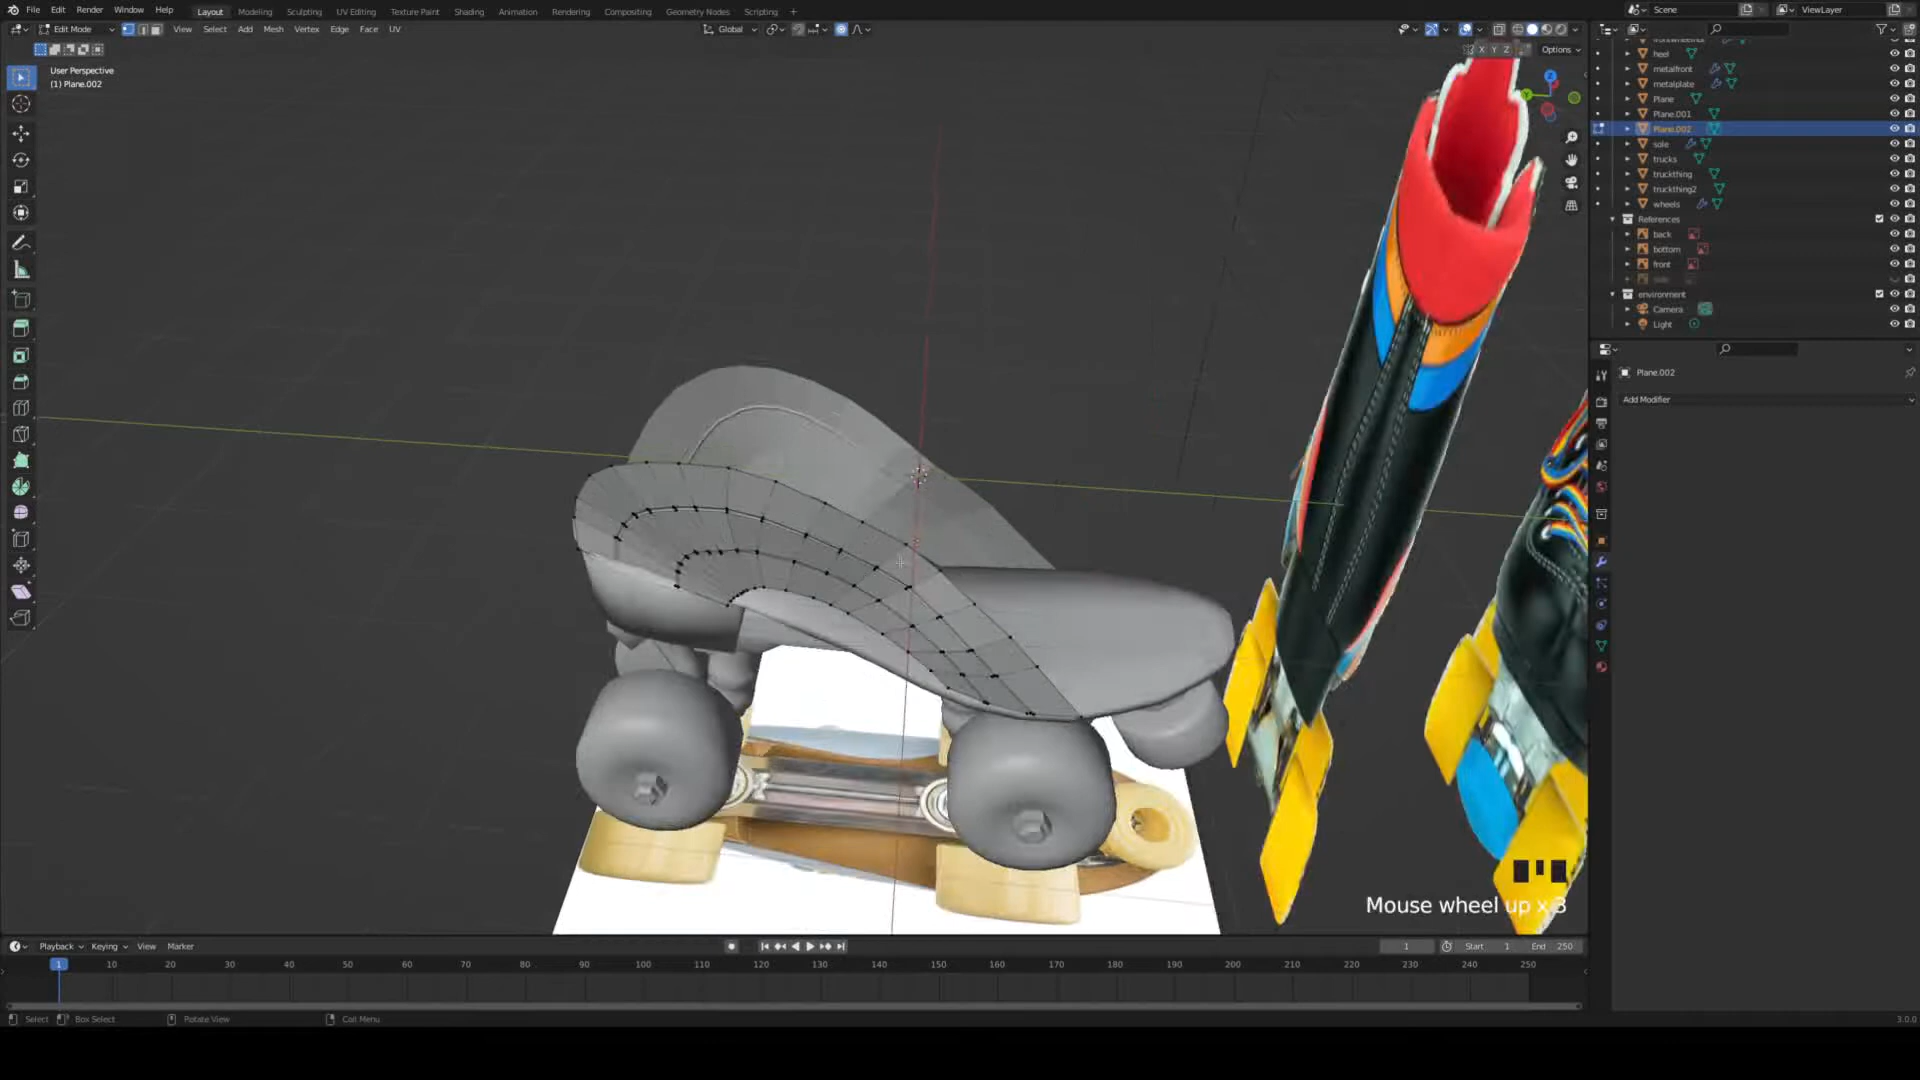 File Edit Render Window Help Layout Modeling Sculpting UV Editing Texture Paint Shading Animation Rendering Compositing Geometry Nodes Scripting + Scene ViewLayer
Edit Mode View Select Add Mesh Vertex Edge Face UV Global
X Y Z Options
User Perspective
(1) Plane.002
heel
metalfront
metalplate
Plane
Plane.001
Plane.002
sole
trucks
truckthing
truckthing2
wheels
References
back
bottom
front
environment
Camera
Light
Plane.002
Add Modifier
Mouse wheel up x 3
Playback Keying View Marker 1 Start 1 End 250
1 10 20 30 40 50 60 70 80 90 100 110 120 130 140 150 160 170 180 190 200 210 220 230 240 250
Select Box Select Rotate View Call Menu 3.0.0